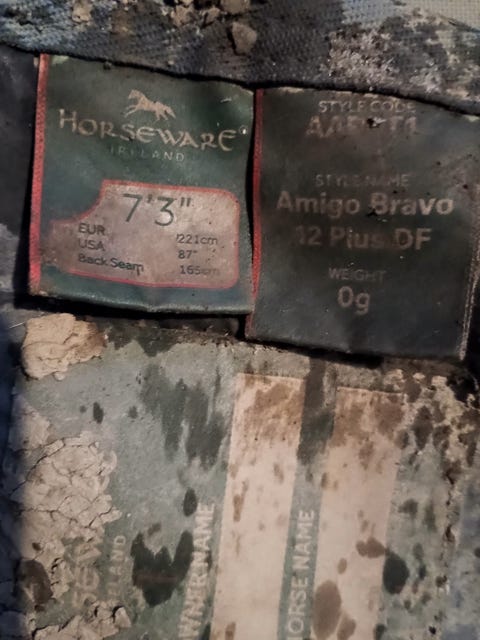 HORSEWARE®
IRELAND
7'3"
EUR 221cm
USA 87"
Back Seam 165cm
STYLE CODE
STYLE NAME
Amigo Bravo
12 Plus DF
WEIGHT
0g
OWNER NAME
HORSE NAME